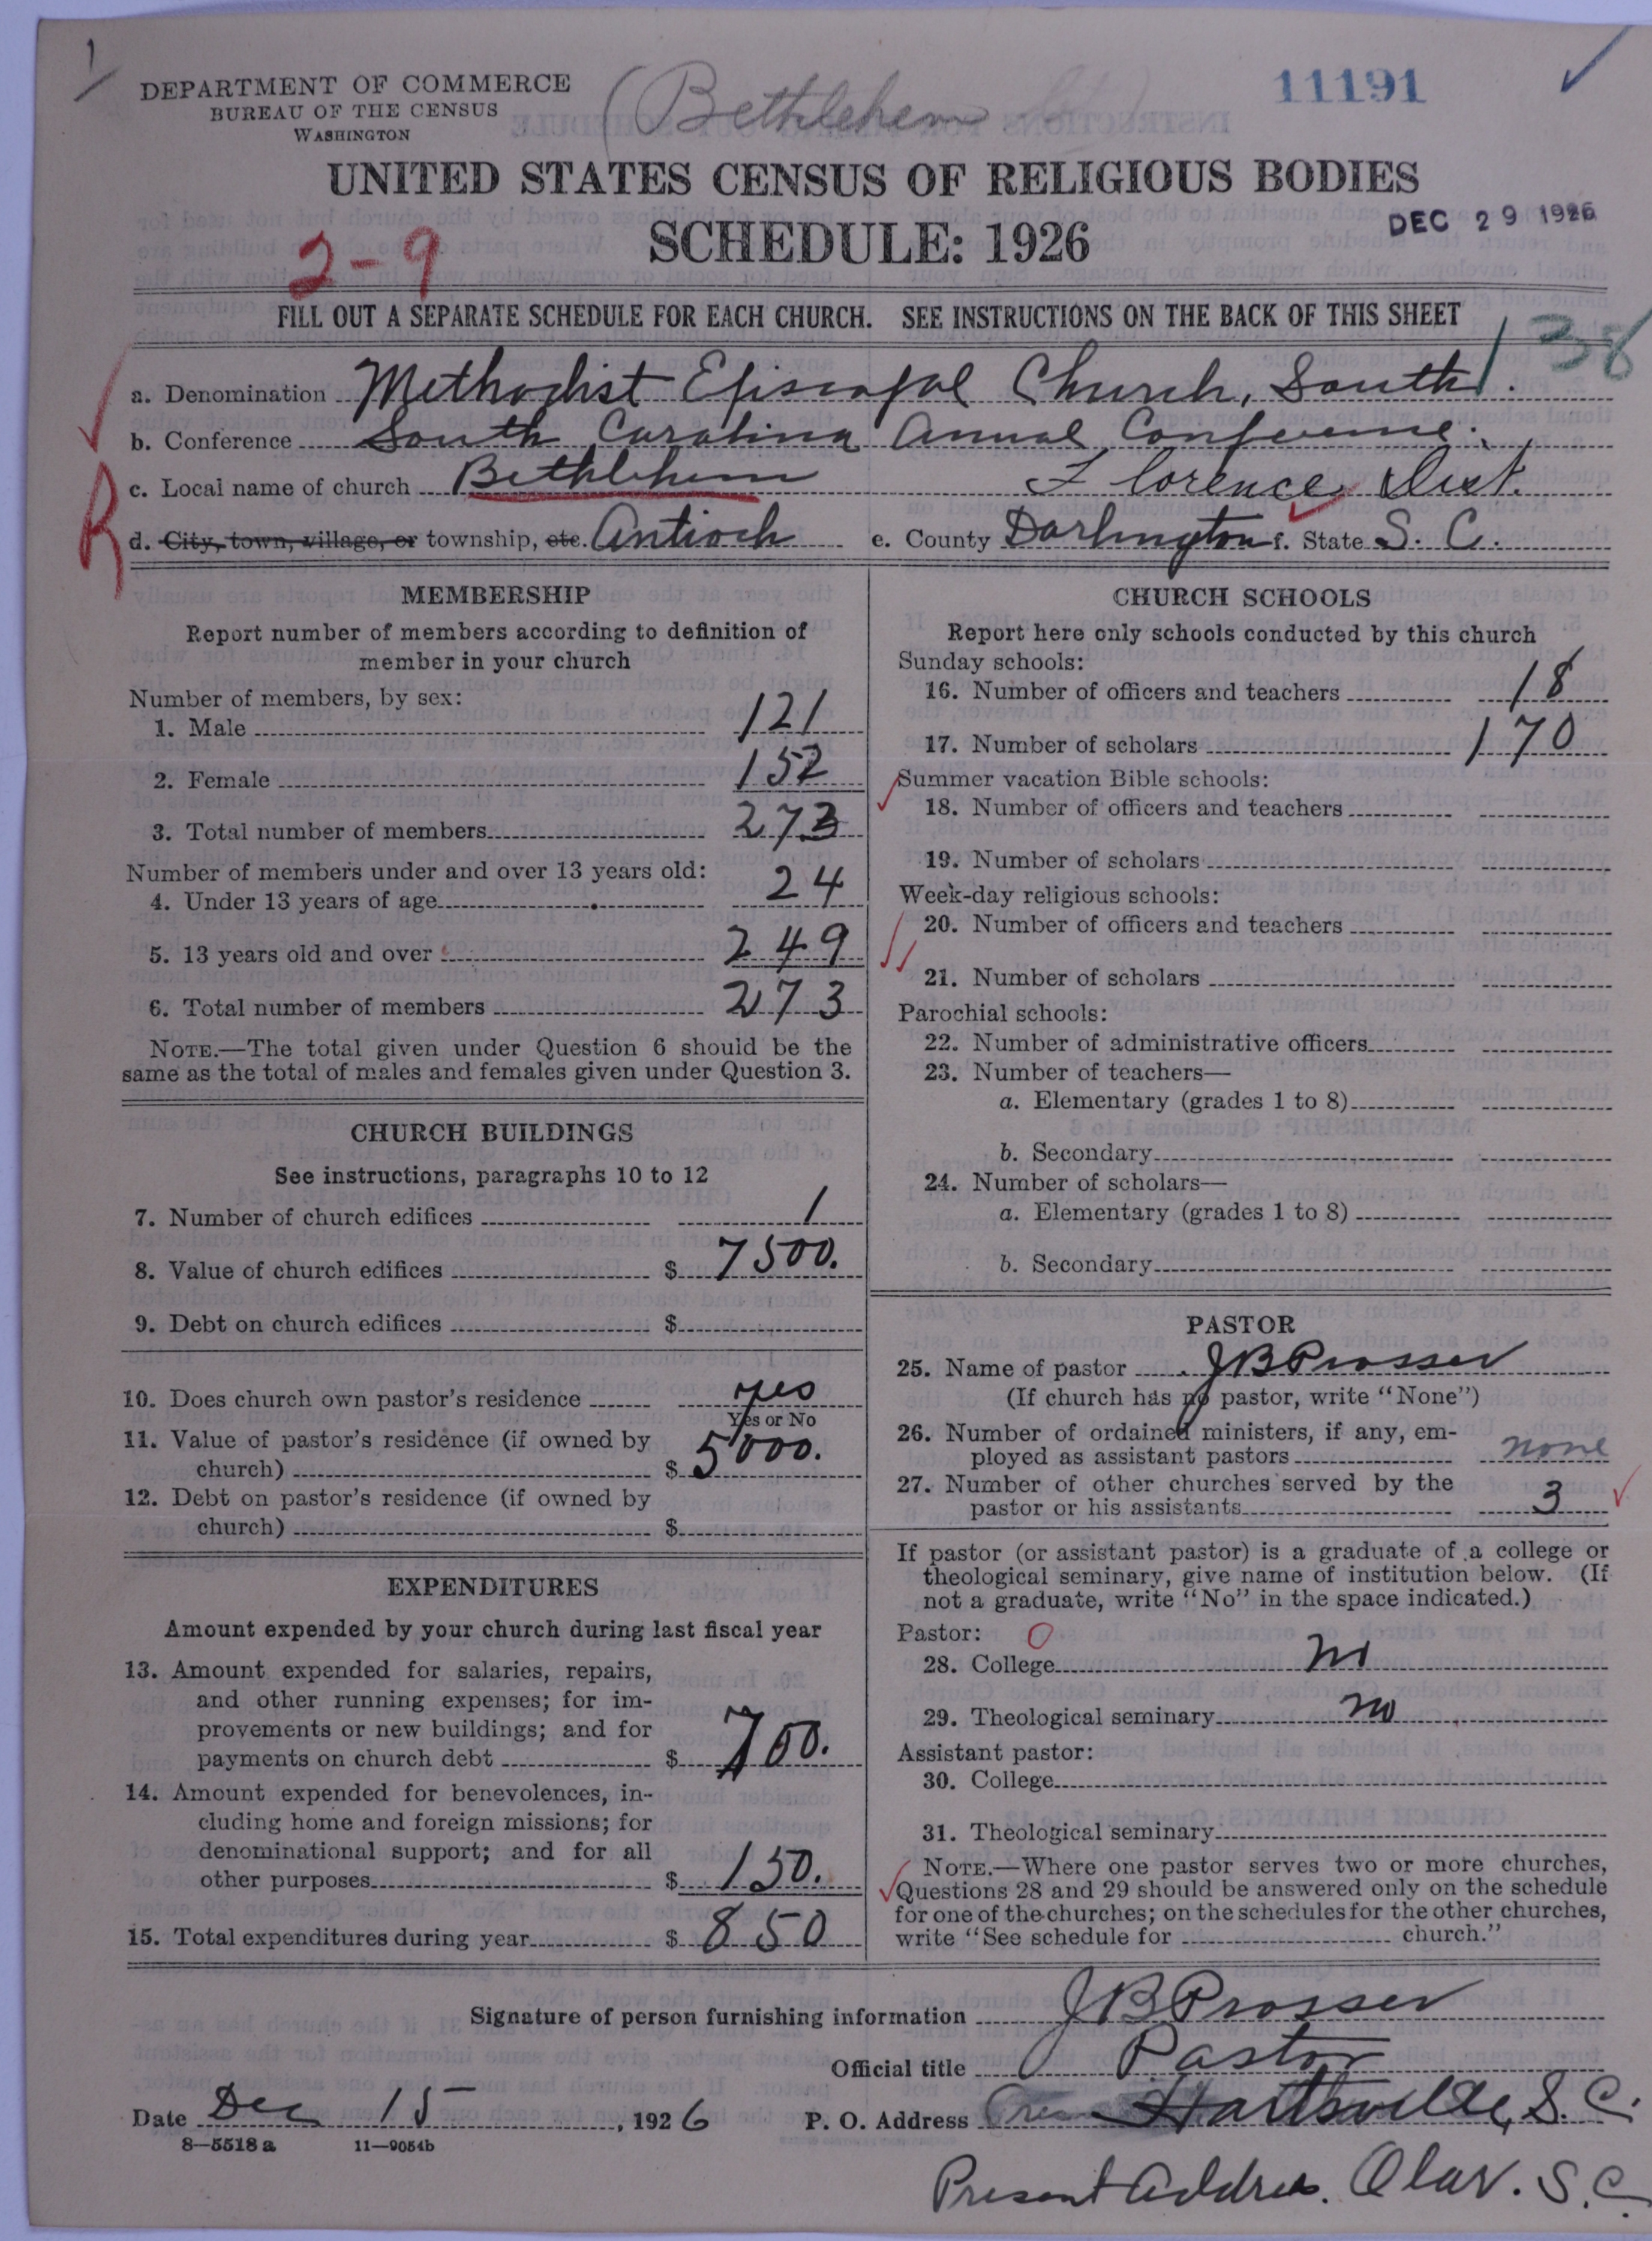 1
DEPARTMENT OF COMMERCE
BUREAU OF THE CENSUS
WASHINGTON
(Bethlehem
11191
UNITED STATES CENSUS OF RELIGIOUS BODIES
SCHEDULE: 1926
DEC 29 1926
2-9
FILL OUT A SEPARATE SCHEDULE FOR EACH CHURCH. SEE INSTRUCTIONS ON THE BACK OF THIS SHEET
138
a. Denomination Methodist Episcopal Church, South.
b. Conference South Carolina Annual Conference.
c. Local name of church Bethlehem Florence Dist.
R
d. City, town, village, or township, etc. Antioch e. County Darlington f. State S. C.
MEMBERSHIP
Report number of members according to definition of
member in your church
Number of members, by sex:
1. Male 121
2. Female 152
3. Total number of members 273
Number of members under and over 13 years old:
4. Under 13 years of age 24
5. 13 years old and over 249
6. Total number of members 273
NOTE.—The total given under Question 6 should be the
same as the total of males and females given under Question 3.
CHURCH BUILDINGS
See instructions, paragraphs 10 to 12
7. Number of church edifices 1
8. Value of church edifices $ 7500.
9. Debt on church edifices $
10. Does church own pastor's residence yes
Yes or No
11. Value of pastor's residence (if owned by
church) $ 5000.
12. Debt on pastor's residence (if owned by
church) $
EXPENDITURES
Amount expended by your church during last fiscal year
13. Amount expended for salaries, repairs,
and other running expenses; for im-
provements or new buildings; and for
payments on church debt $ 700.
14. Amount expended for benevolences, in-
cluding home and foreign missions; for
denominational support; and for all
other purposes $ 150.
15. Total expenditures during year $ 850
CHURCH SCHOOLS
Report here only schools conducted by this church
Sunday schools:
16. Number of officers and teachers 18
17. Number of scholars 170
Summer vacation Bible schools:
18. Number of officers and teachers
19. Number of scholars
Week-day religious schools:
20. Number of officers and teachers
21. Number of scholars
Parochial schools:
22. Number of administrative officers
23. Number of teachers—
a. Elementary (grades 1 to 8)
b. Secondary
24. Number of scholars—
a. Elementary (grades 1 to 8)
b. Secondary
PASTOR
25. Name of pastor J B Prosser
(If church has no pastor, write "None")
26. Number of ordained ministers, if any, em-
ployed as assistant pastors none
27. Number of other churches served by the
pastor or his assistants 3
If pastor (or assistant pastor) is a graduate of a college or
theological seminary, give name of institution below. (If
not a graduate, write "No" in the space indicated.)
Pastor: 0
28. College no
29. Theological seminary no
Assistant pastor:
30. College
31. Theological seminary
NOTE.—Where one pastor serves two or more churches,
Questions 28 and 29 should be answered only on the schedule
for one of the churches; on the schedules for the other churches,
write "See schedule for church."
Signature of person furnishing information J B Prosser
Official title Pastor
Date Dec 15, 1926 P. O. Address Hartsville, S. C.
8—5518 a 11—9054b
Present Address. Olar. S. C.